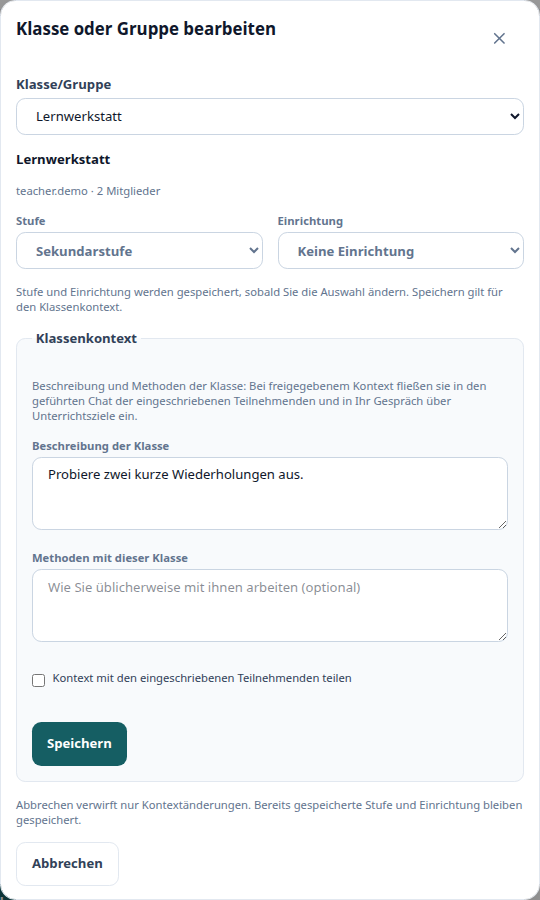 Klasse oder Gruppe bearbeiten
Klasse/Gruppe
Lernwerkstatt
Lernwerkstatt
teacher.demo · 2 Mitglieder
Stufe
Einrichtung
Sekundarstufe
Keine Einrichtung
Stufe und Einrichtung werden gespeichert, sobald Sie die Auswahl ändern. Speichern gilt für
den Klassenkontext.
Klassenkontext
Beschreibung und Methoden der Klasse: Bei freigegebenem Kontext fließen sie in den
geführten Chat der eingeschriebenen Teilnehmenden und in Ihr Gespräch über
Unterrichtsziele ein.
Beschreibung der Klasse
Probiere zwei kurze Wiederholungen aus.
Methoden mit dieser Klasse
Wie Sie üblicherweise mit ihnen arbeiten (optional)
Kontext mit den eingeschriebenen Teilnehmenden teilen
Speichern
Abbrechen verwirft nur Kontextänderungen. Bereits gespeicherte Stufe und Einrichtung bleiben
gespeichert.
Abbrechen